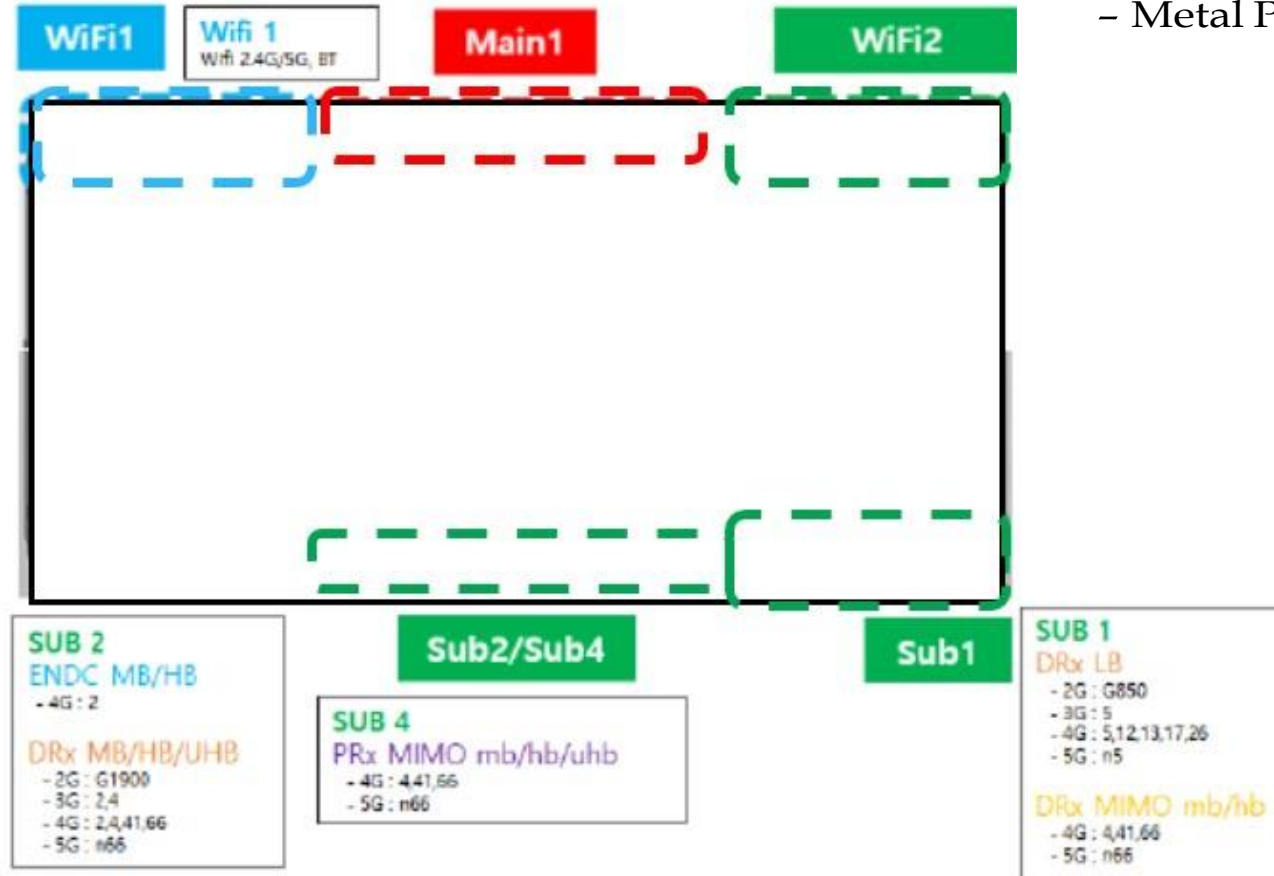 – Metal P
WiFi1
Wifi 1
Wifi 2.4G/5G, BT
Main1
WiFi2
SUB 2
ENDC MB/HB
- 4G : 2
DRx MB/HB/UHB
- 2G : G1900
- 3G : 2,4
- 4G : 2,4,41,66
- 5G : n66
Sub2/Sub4
SUB 4
PRx MIMO mb/hb/uhb
- 4G : 4,41,66
- 5G : n66
Sub1
SUB 1
DRx LB
- 2G : G850
- 3G : 5
- 4G : 5,12,13,17,26
- 5G : n5
DRx MIMO mb/hb
- 4G : 4,41,66
- 5G : n66